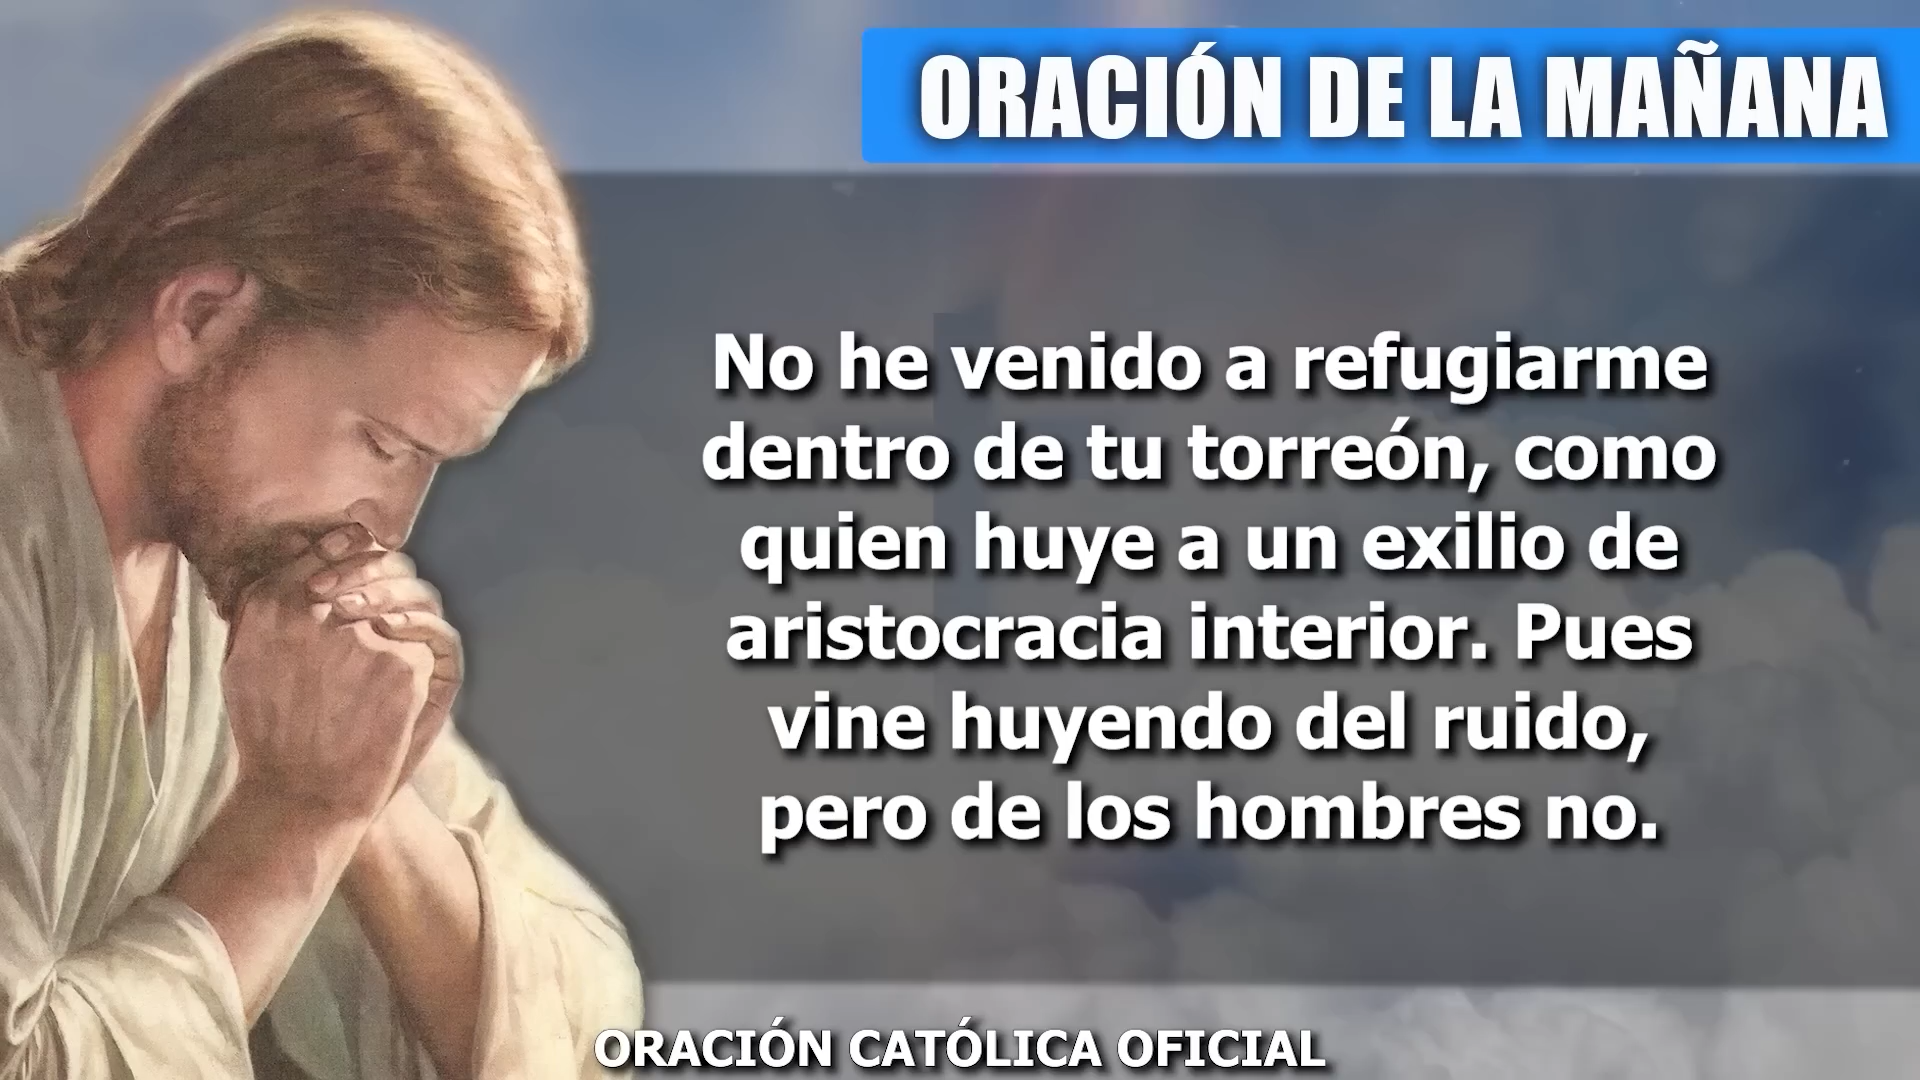 ORACIÓN DE LA MAÑANA
No he venido a refugiarme
dentro de tu torreón, como
quien huye a un exilio de
aristocracia interior. Pues
vine huyendo del ruido,
pero de los hombres no.
ORACIÓN CATÓLICA OFICIAL